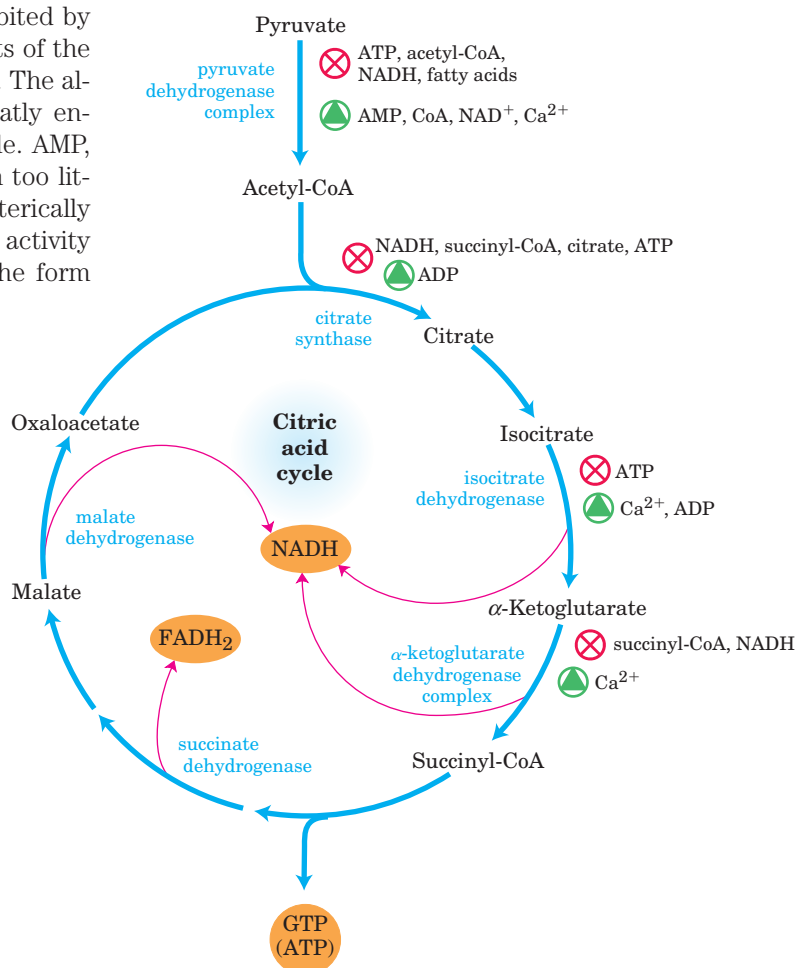 bited by
ts of the
. The al-
atly en-
le. AMP,
n too lit-
terically
activity
he form
Pyruvate
pyruvate
dehydrogenase
complex
ATP, acetyl-CoA,
NADH, fatty acids
AMP, CoA, NAD⁺, Ca²⁺
Acetyl-CoA
NADH, succinyl-CoA, citrate, ATP
ADP
citrate
synthase
Citrate
Oxaloacetate
Citric
acid
cycle
Isocitrate
isocitrate
dehydrogenase
ATP
Ca²⁺, ADP
malate
dehydrogenase
NADH
Malate
α-Ketoglutarate
FADH₂
α-ketoglutarate
dehydrogenase
complex
succinyl-CoA, NADH
Ca²⁺
succinate
dehydrogenase
Succinyl-CoA
GTP
(ATP)